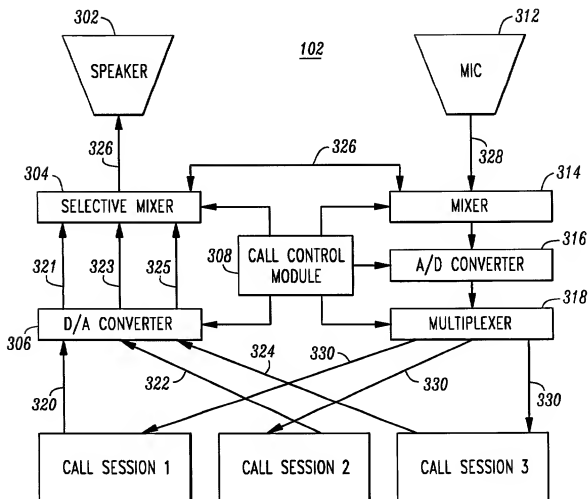 302
312
102
SPEAKER
MIC
326
326
328
304
314
SELECTIVE MIXER
MIXER
316
321
323
325
308
CALL CONTROL
MODULE
A/D CONVERTER
318
306
D/A CONVERTER
MULTIPLEXER
320
322
324
330
330
330
CALL SESSION 1
CALL SESSION 2
CALL SESSION 3